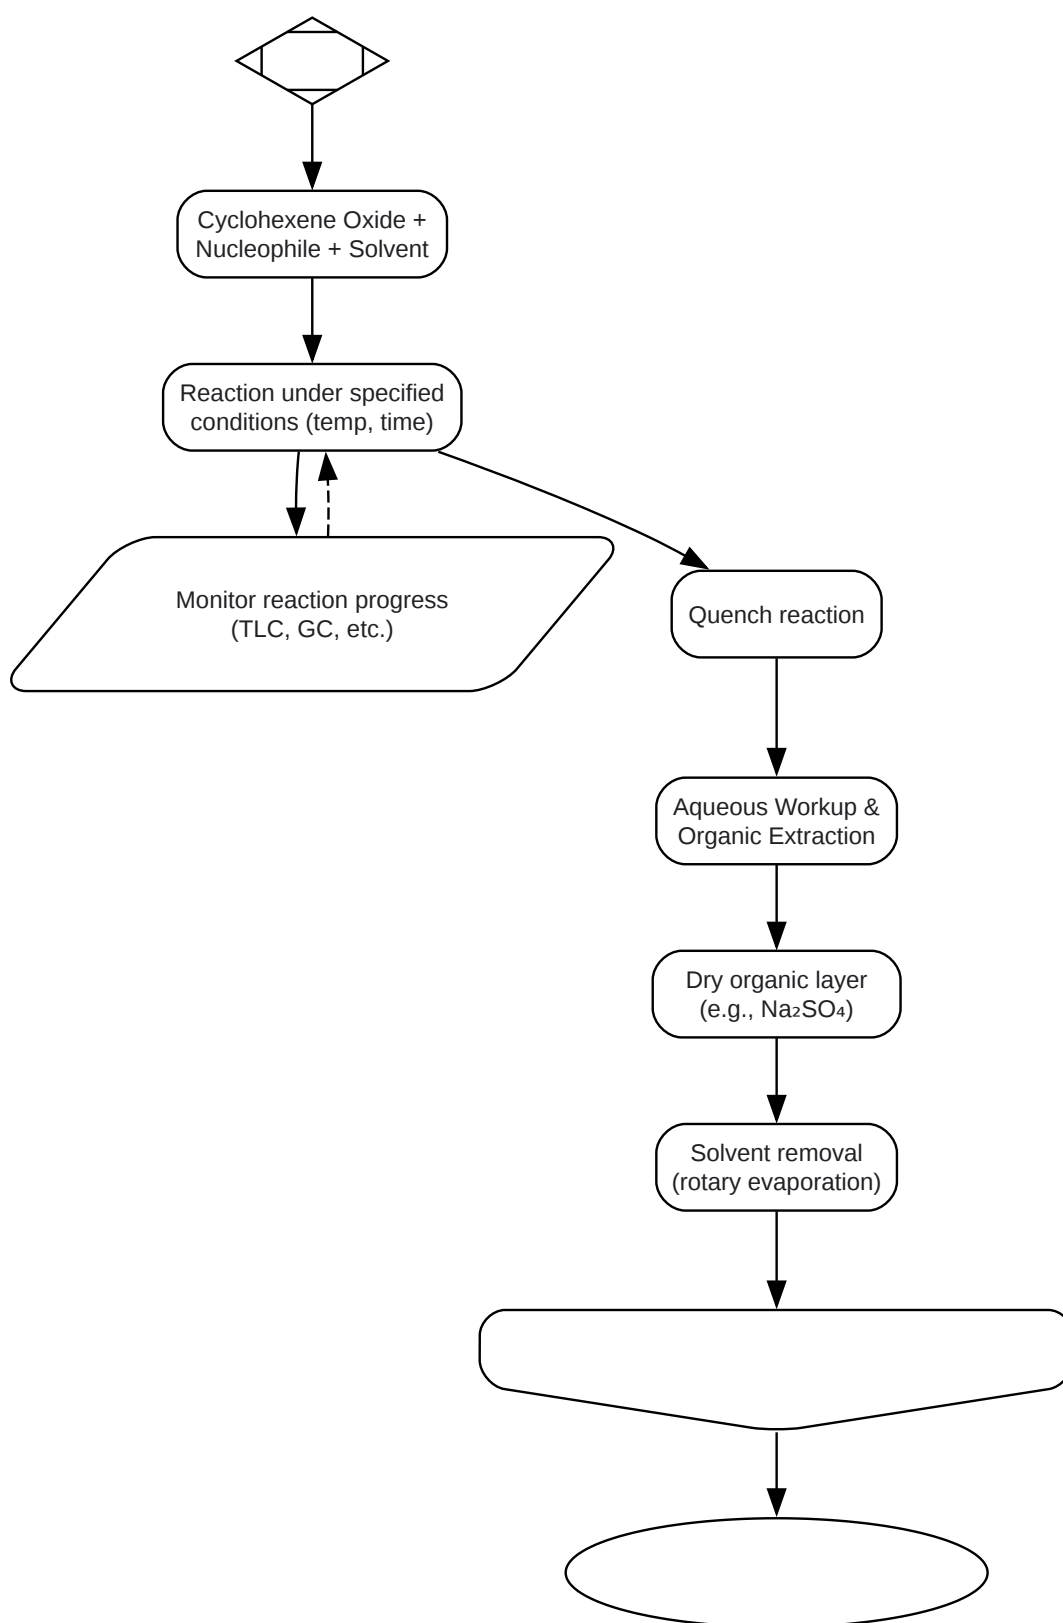 Cyclohexene Oxide +
Nucleophile + Solvent
Reaction under specified
conditions (temp, time)
Monitor reaction progress
(TLC, GC, etc.)
Quench reaction
Aqueous Workup &
Organic Extraction
Dry organic layer
(e.g., Na₂SO₄)
Solvent removal
(rotary evaporation)